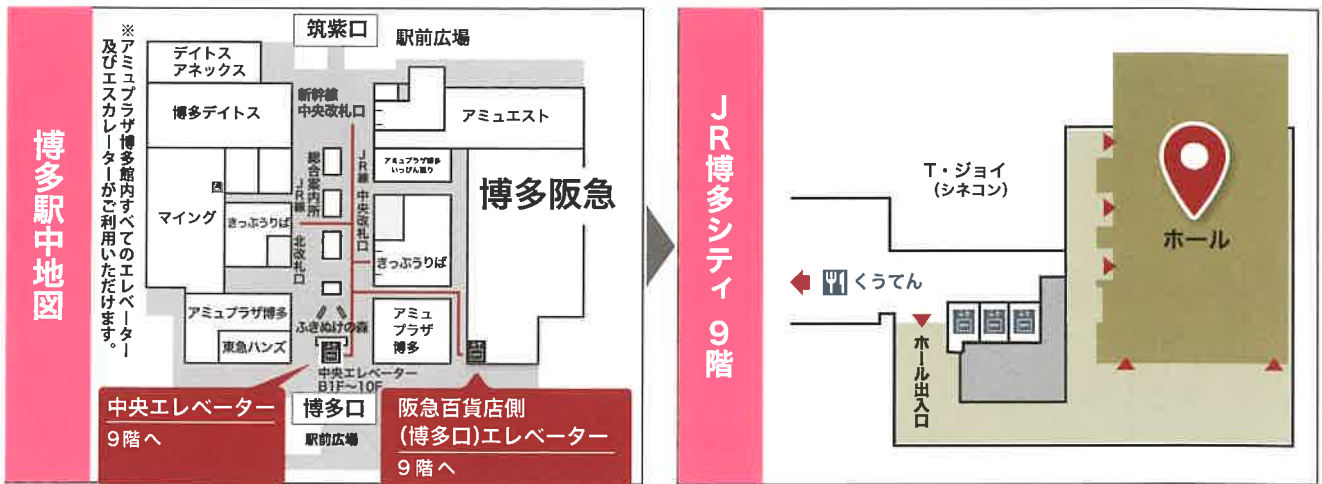 博多駅中地図
※アミュプラザ博多館内すべてのエレベーター
及びエスカレーターがご利用いただけます。
筑紫口
駅前広場
デイトス
アネックス
博多デイトス
新幹線
中央改札口
アミュエスト
総合案内所
JR線 中央改札口
アミュプラザ博多
いっぴん通り
博多阪急
マイング
きっぷうりば
JR線 北改札口
きっぷうりば
アミュプラザ博多
東急ハンズ
ふきぬけの森
アミュ
プラザ
博多
中央エレベーター
B1F~10F
中央エレベーター
9階へ
博多口
駅前広場
阪急百貨店側
(博多口)エレベーター
9階へ
JR博多シティ 9階
T・ジョイ
(シネコン)
ホール
くうてん
ホール出入口